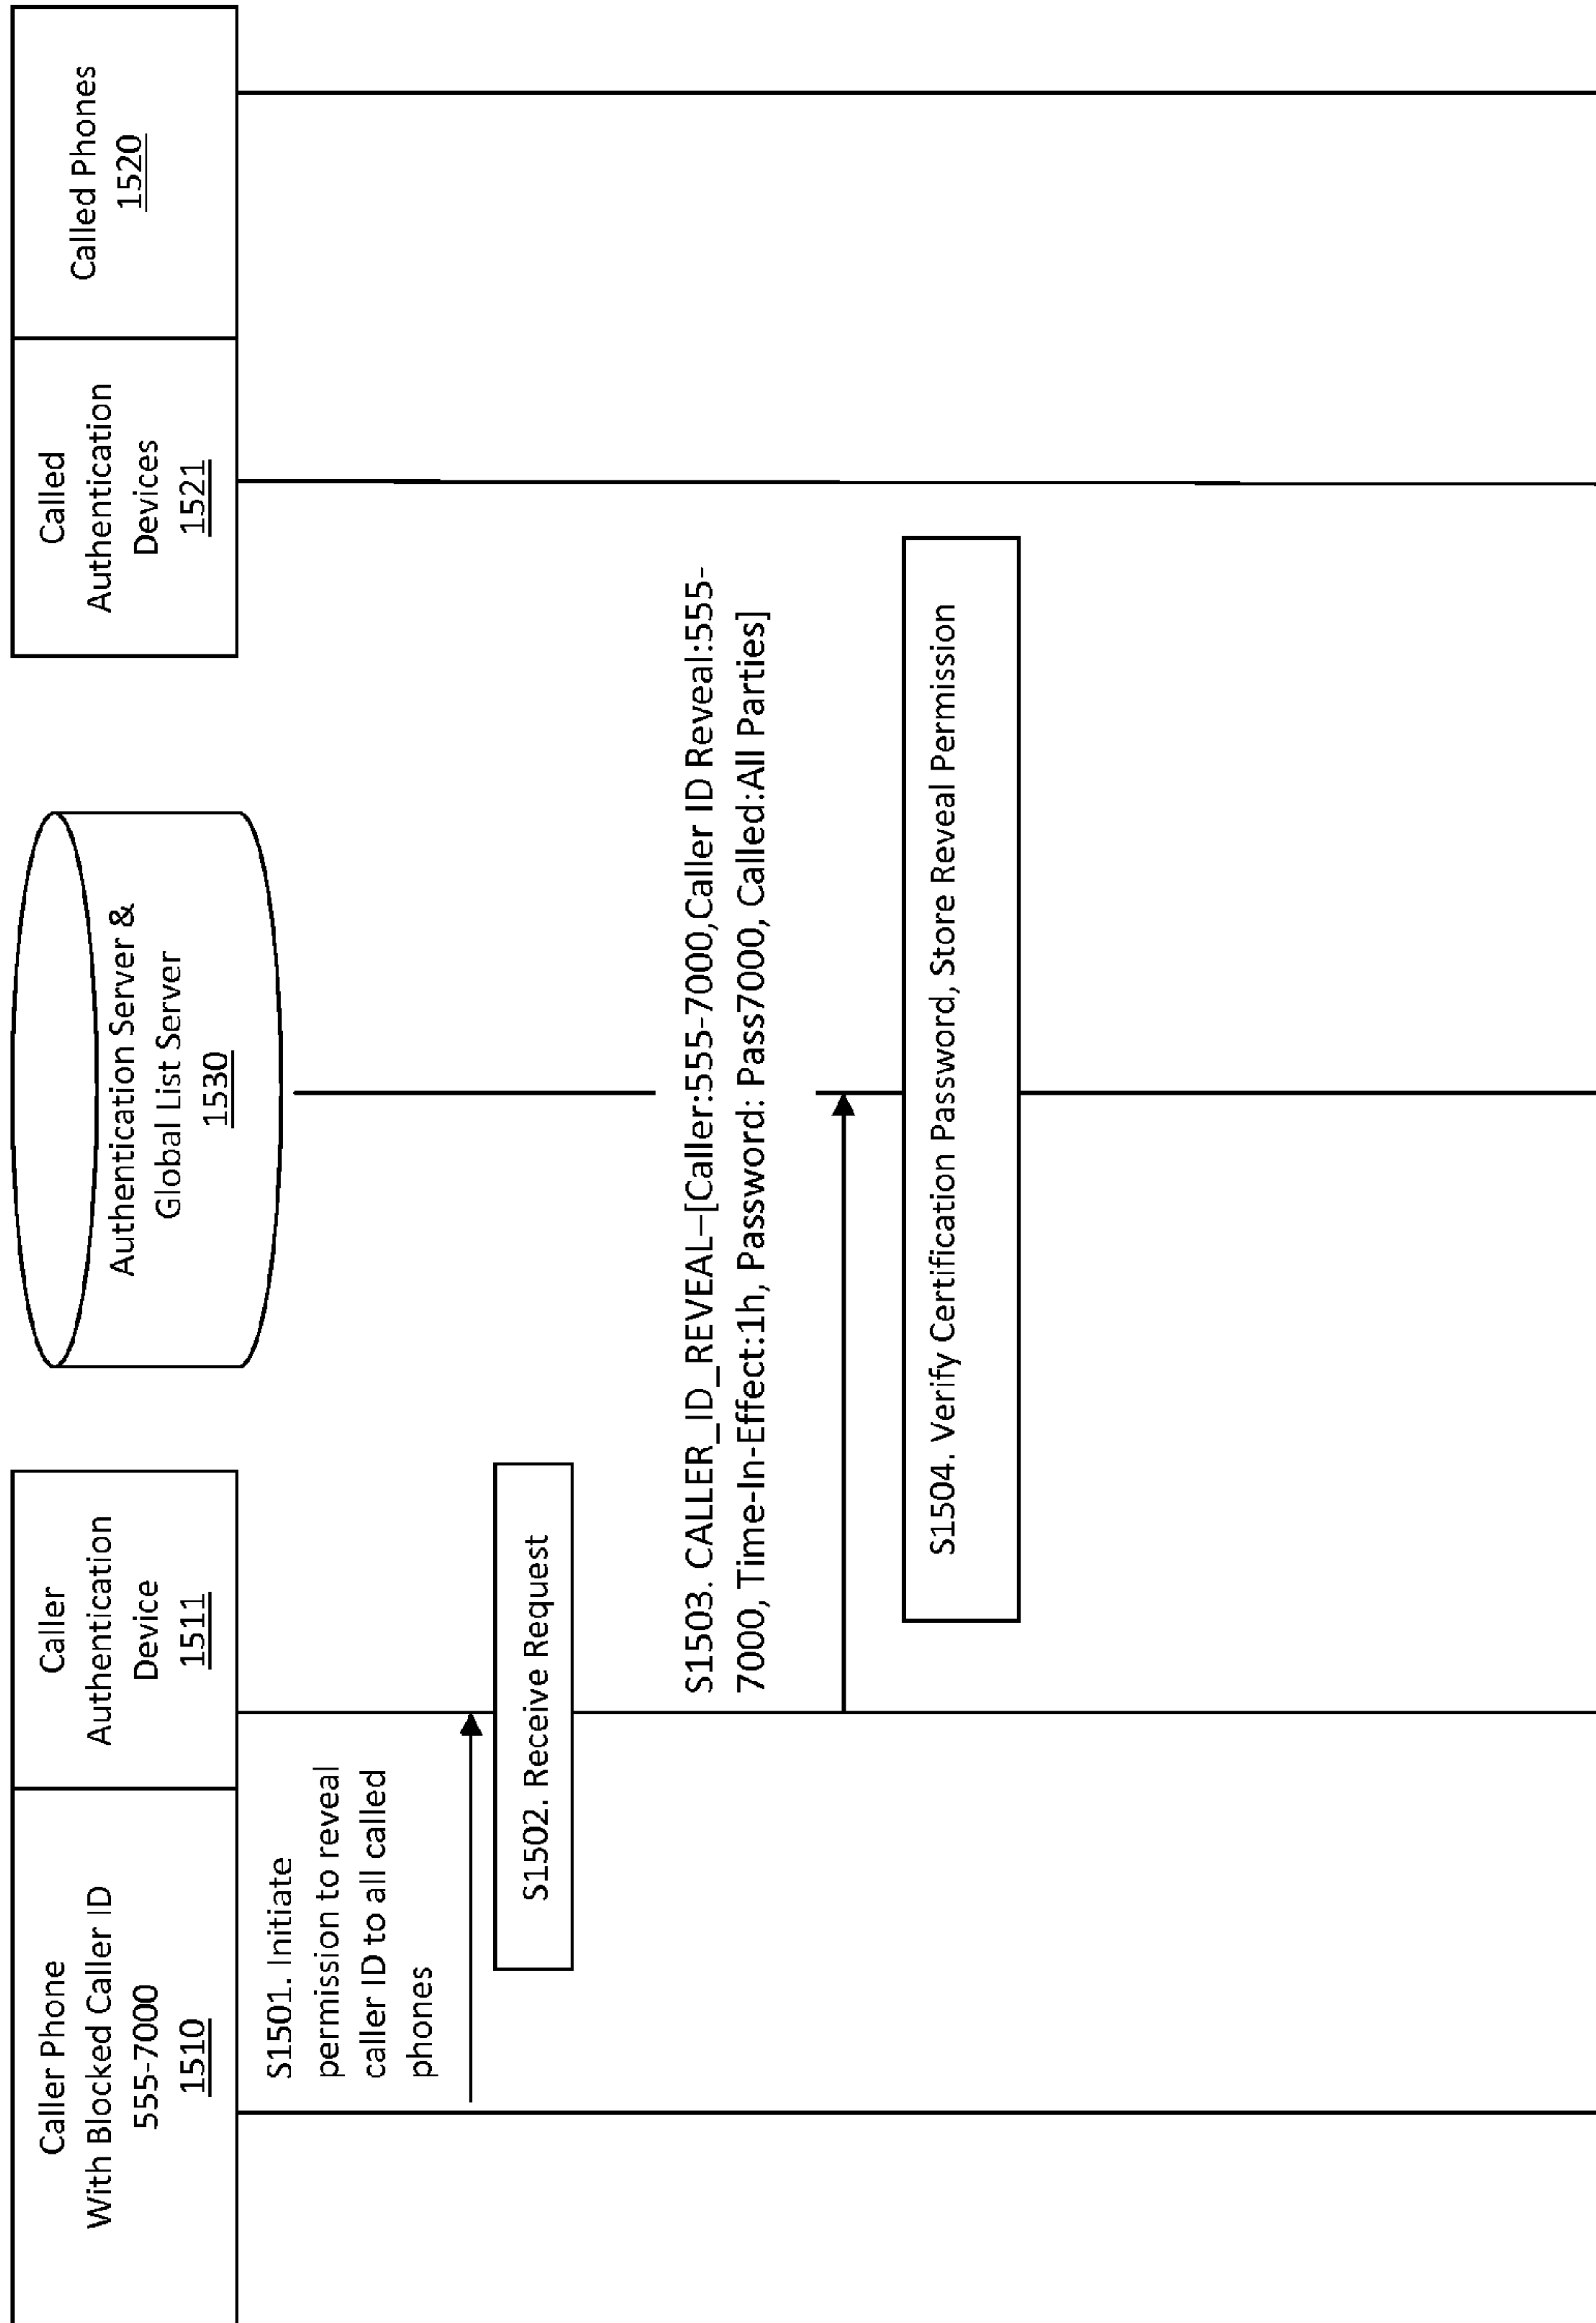 Caller Phone
With Blocked Caller ID
555-7000
1510
Caller
Authentication
Device
1511
Authentication Server &
Global List Server
1530
Called
Authentication
Devices
1521
Called Phones
1520
S1501. Initiate
permission to reveal
caller ID to all called
phones
S1502. Receive Request
S1503. CALLER_ID_REVEAL–[Caller:555-7000,Caller ID Reveal:555-
7000, Time-In-Effect:1h, Password: Pass7000, Called:All Parties]
S1504. Verify Certification Password, Store Reveal Permission